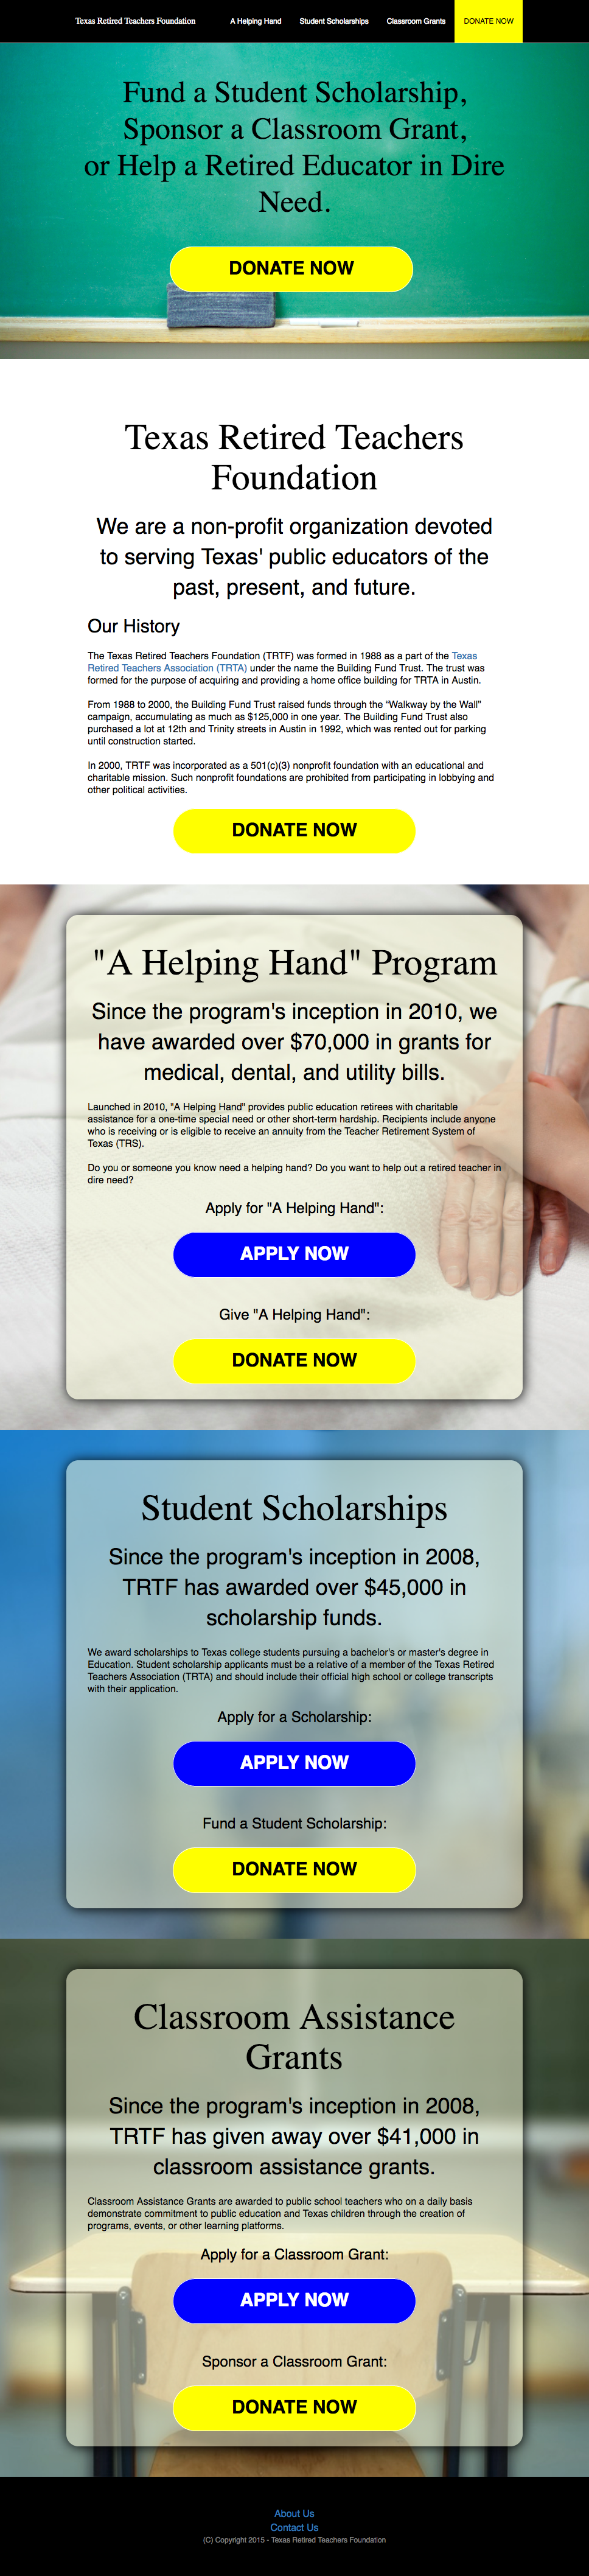 Texas Retired Teachers Foundation A Helping Hand Student Scholarships Classroom Grants DONATE NOW
Fund a Student Scholarship,
Sponsor a Classroom Grant,
or Help a Retired Educator in Dire
Need.
DONATE NOW
Texas Retired Teachers
Foundation
We are a non-profit organization devoted
to serving Texas' public educators of the
past, present, and future.
Our History
The Texas Retired Teachers Foundation (TRTF) was formed in 1988 as a part of the Texas
Retired Teachers Association (TRTA) under the name the Building Fund Trust. The trust was
formed for the purpose of acquiring and providing a home office building for TRTA in Austin.
From 1988 to 2000, the Building Fund Trust raised funds through the “Walkway by the Wall”
campaign, accumulating as much as $125,000 in one year. The Building Fund Trust also
purchased a lot at 12th and Trinity streets in Austin in 1992, which was rented out for parking
until construction started.
In 2000, TRTF was incorporated as a 501(c)(3) nonprofit foundation with an educational and
charitable mission. Such nonprofit foundations are prohibited from participating in lobbying and
other political activities.
DONATE NOW
"A Helping Hand" Program
Since the program's inception in 2010, we
have awarded over $70,000 in grants for
medical, dental, and utility bills.
Launched in 2010, "A Helping Hand" provides public education retirees with charitable
assistance for a one-time special need or other short-term hardship. Recipients include anyone
who is receiving or is eligible to receive an annuity from the Teacher Retirement System of
Texas (TRS).
Do you or someone you know need a helping hand? Do you want to help out a retired teacher in
dire need?
Apply for "A Helping Hand":
APPLY NOW
Give "A Helping Hand":
DONATE NOW
Student Scholarships
Since the program's inception in 2008,
TRTF has awarded over $45,000 in
scholarship funds.
We award scholarships to Texas college students pursuing a bachelor's or master's degree in
Education. Student scholarship applicants must be a relative of a member of the Texas Retired
Teachers Association (TRTA) and should include their official high school or college transcripts
with their application.
Apply for a Scholarship:
APPLY NOW
Fund a Student Scholarship:
DONATE NOW
Classroom Assistance
Grants
Since the program's inception in 2008,
TRTF has given away over $41,000 in
classroom assistance grants.
Classroom Assistance Grants are awarded to public school teachers who on a daily basis
demonstrate commitment to public education and Texas children through the creation of
programs, events, or other learning platforms.
Apply for a Classroom Grant:
APPLY NOW
Sponsor a Classroom Grant:
DONATE NOW
About Us
Contact Us
(C) Copyright 2015 - Texas Retired Teachers Foundation